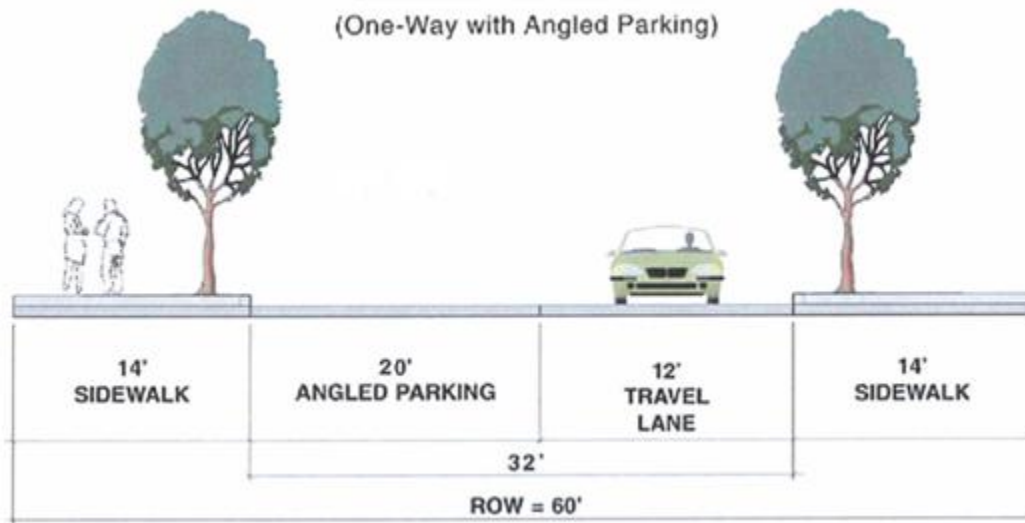 (One-Way with Angled Parking)
14'
SIDEWALK
20'
ANGLED PARKING
12'
TRAVEL
LANE
14'
SIDEWALK
32'
ROW = 60'